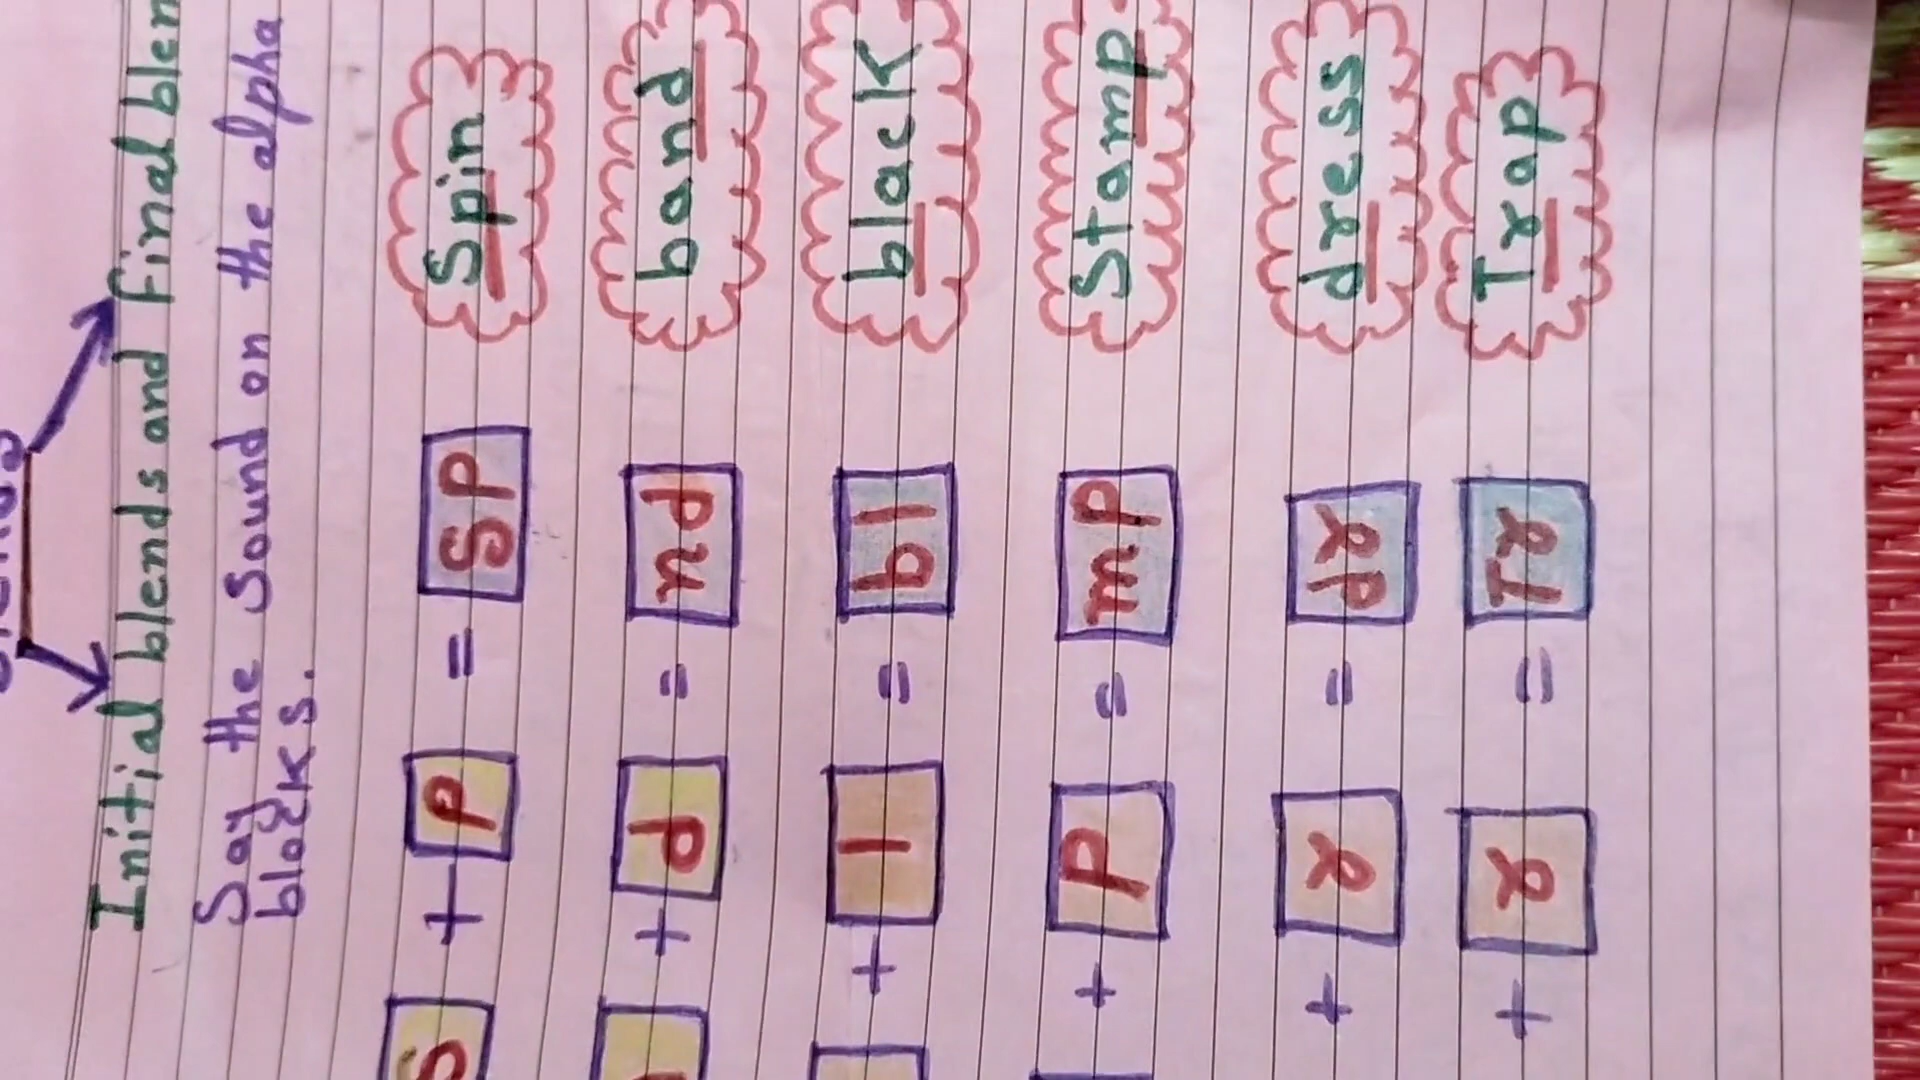 Initial blends and Final
Say the Sound on the alpha
blocks.
S + P = SP Spin
+ d = nd band
+ l = bl black
+ P = mp Stamp
+ r = dr dress
+ r = Tr Trap